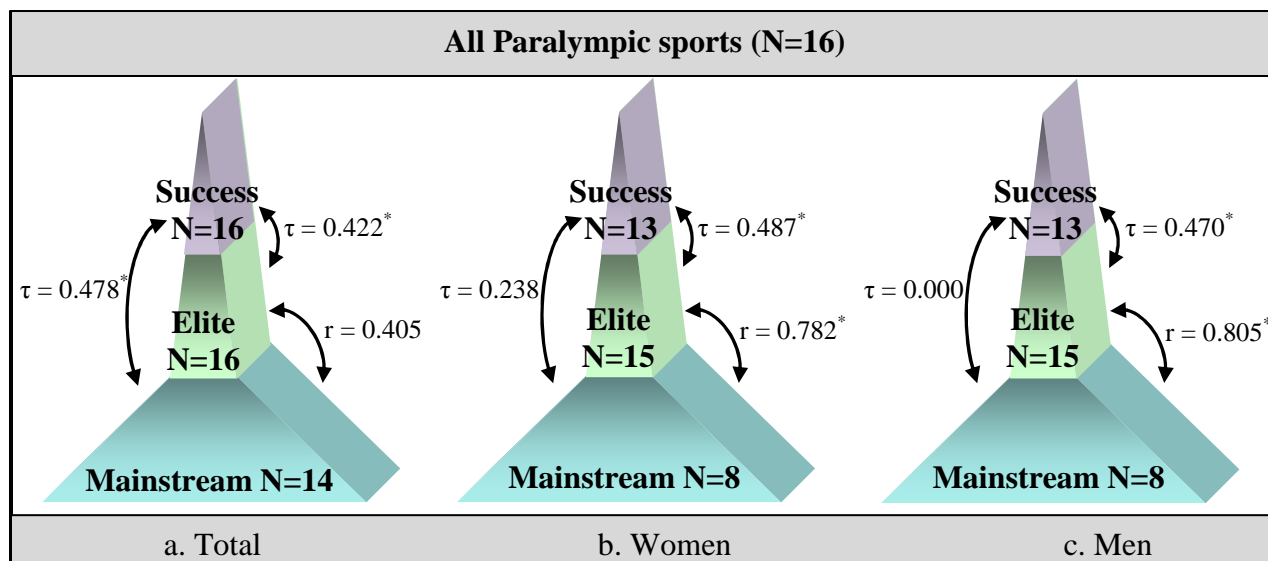 All Paralympic sports (N=16)
Success
N=16
τ = 0.422*
τ = 0.478*
Elite
N=16
r = 0.405
Mainstream N=14
a. Total
Success
N=13
τ = 0.487*
τ = 0.238
Elite
N=15
r = 0.782*
Mainstream N=8
b. Women
Success
N=13
τ = 0.470*
τ = 0.000
Elite
N=15
r = 0.805*
Mainstream N=8
c. Men